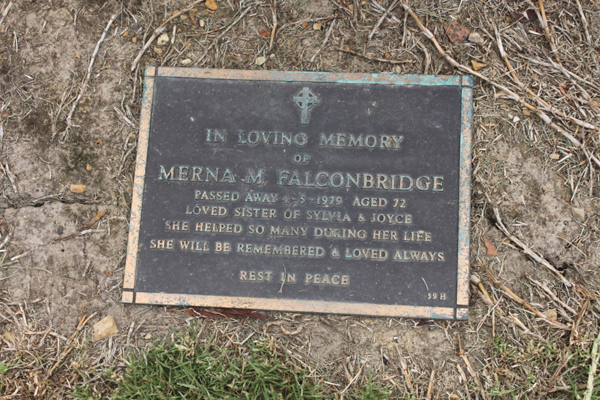 IN LOVING MEMORY
OF
MERNA M. FALCONBRIDGE
PASSED AWAY -5-1979 AGED 72
LOVED SISTER OF SYLVIA & JOYCE
SHE HELPED SO MANY DURING HER LIFE
SHE WILL BE REMEMBERED & LOVED ALWAYS
REST IN PEACE
39 H